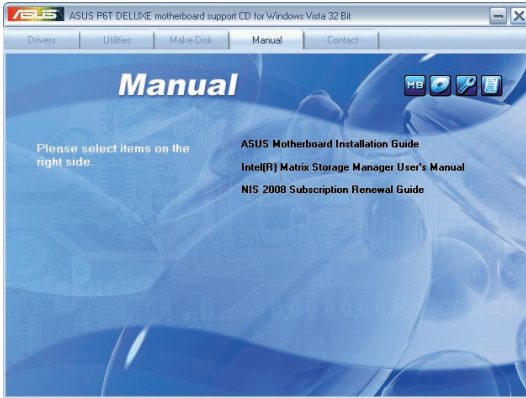 ASUS ASUS P6T DELUXE motherboard support CD for Windows Vista 32 Bit
Drivers Utilities Make Disk Manual Contact
Manual
MB
Please select items on the
right side.
ASUS Motherboard Installation Guide
Intel(R) Matrix Storage Manager User's Manual
NIS 2008 Subscription Renewal Guide